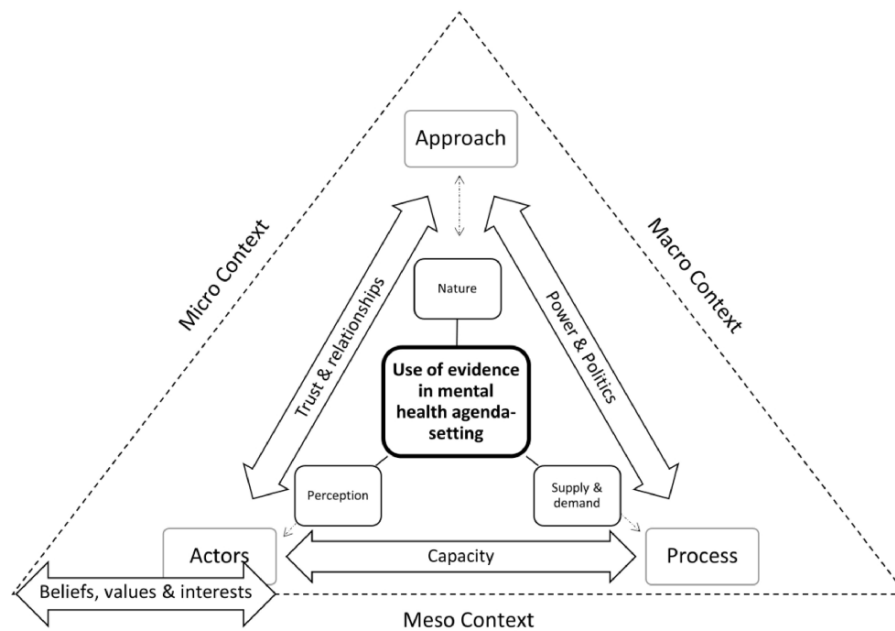 Approach
Micro Context
Macro Context
Nature
Trust & relationships
Power & Politics
Use of evidence
in mental
health agenda-
setting
Perception
Supply &
demand
Actors
Capacity
Process
Beliefs, values & interests
Meso Context